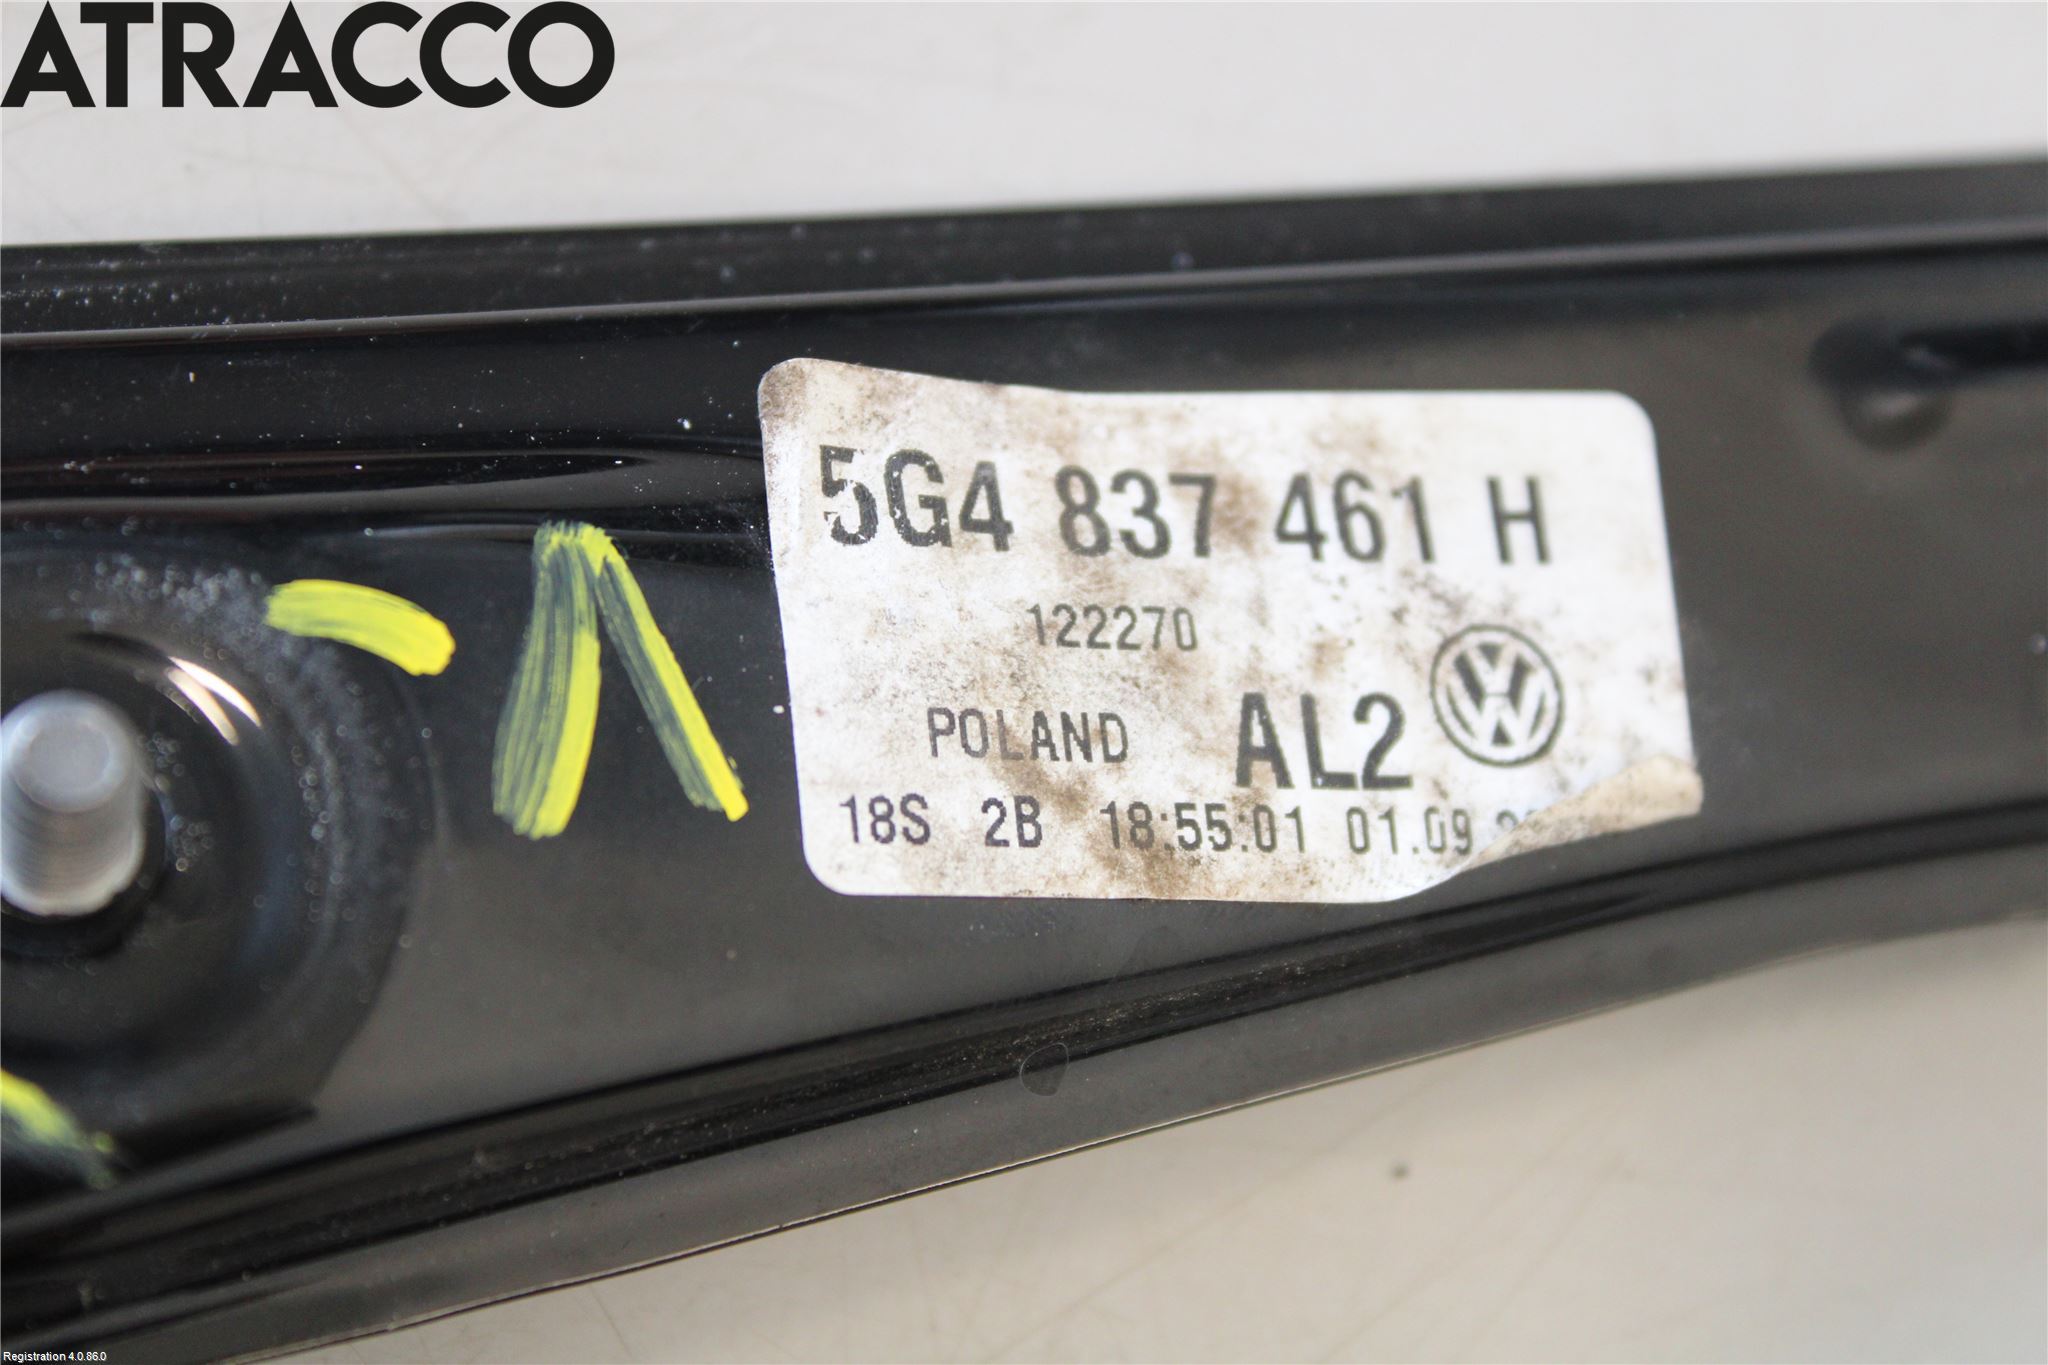 ATRACCO
5G4 837 461 H
122270
POLAND AL2
18S 2B 18:55:01 01.09
Registration 4.0.86.0